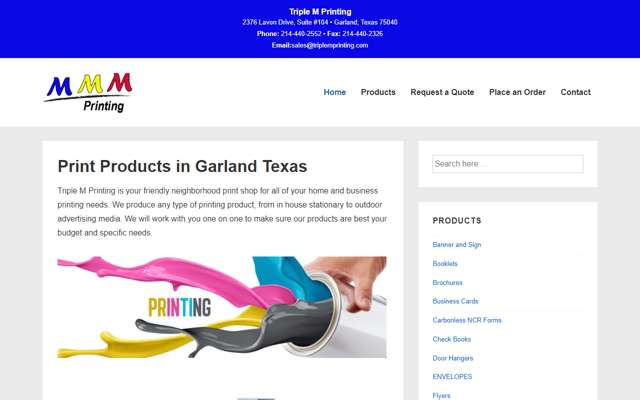 Triple M Printing
2376 Lavon Drive, Suite #104 • Garland, Texas 75040
Phone: 214-440-2552 • Fax: 214-440-2326
Email:sales@triplemprinting.com
M M M
Printing
Home Products Request a Quote Place an Order Contact
Print Products in Garland Texas
Triple M Printing is your friendly neighborhood print shop for all of your home and business
printing needs. We produce any type of printing product, from in house stationary to outdoor
advertising media. We will work with you one on one to make sure our products are best your
budget and specific needs.
PRINTING
Search here …
PRODUCTS
Banner and Sign
Booklets
Brochures
Business Cards
Carbonless NCR Forms
Check Books
Door Hangers
ENVELOPES
Flyers